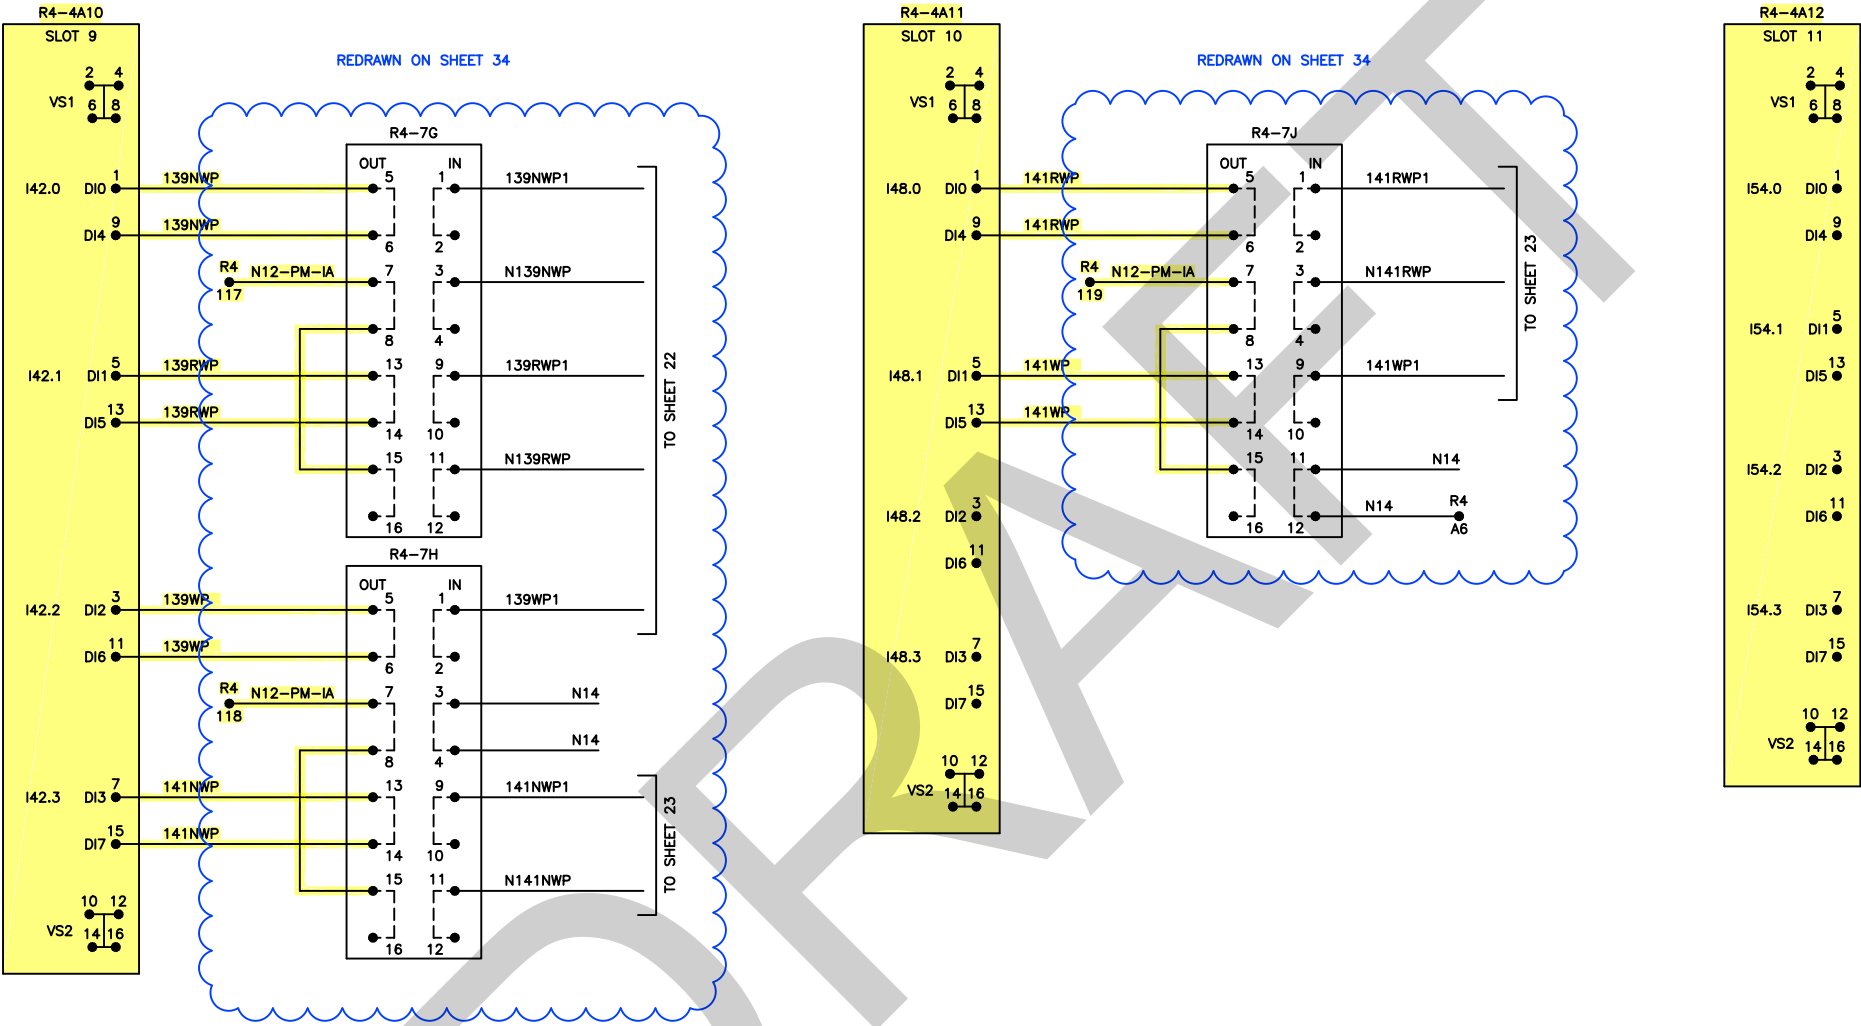 R4-4A10
SLOT 9
REDRAWN ON SHEET 34
2 4
VS1 6 8
R4-7G
OUT IN
I42.0 DI0 1 139NWP 5 1 139NWP1
DI4 9 139NWP 6 2
R4 117 N12-PM-IA 7 3 N139NWP
8 4
I42.1 DI1 5 139RWP 13 9 139RWP1
DI5 13 139RWP 14 10
15 11 N139RWP
16 12
TO SHEET 22
R4-7H
OUT IN
I42.2 DI2 3 139WP 5 1 139WP1
DI6 11 139WP 6 2
R4 118 N12-PM-IA 7 3 N14
8 4 N14
I42.3 DI3 7 141NWP 13 9 141NWP1
DI7 15 141NWP 14 10
15 11 N141NWP
16 12
TO SHEET 23
10 12
VS2 14 16
R4-4A11
SLOT 10
REDRAWN ON SHEET 34
2 4
VS1 6 8
R4-7J
OUT IN
I48.0 DI0 1 141RWP 5 1 141RWP1
DI4 9 141RWP 6 2
R4 119 N12-PM-IA 7 3 N141RWP
8 4
I48.1 DI1 5 141WP 13 9 141WP1
DI5 13 141WP 14 10
15 11 N14
16 12 N14 R4 A6
TO SHEET 23
I48.2 DI2 3
DI6 11
I48.3 DI3 7
DI7 15
10 12
VS2 14 16
R4-4A12
SLOT 11
2 4
VS1 6 8
I54.0 DI0 1
DI4 9
I54.1 DI1 5
DI5 13
I54.2 DI2 3
DI6 11
I54.3 DI3 7
DI7 15
10 12
VS2 14 16
DRAFT